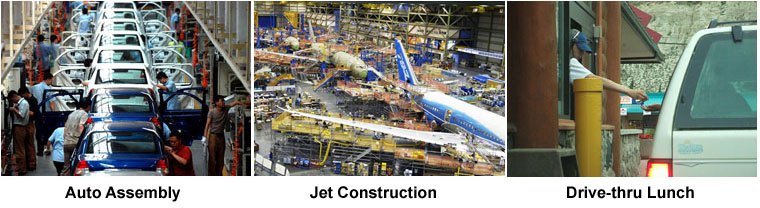 Auto Assembly
Jet Construction
Drive-thru Lunch